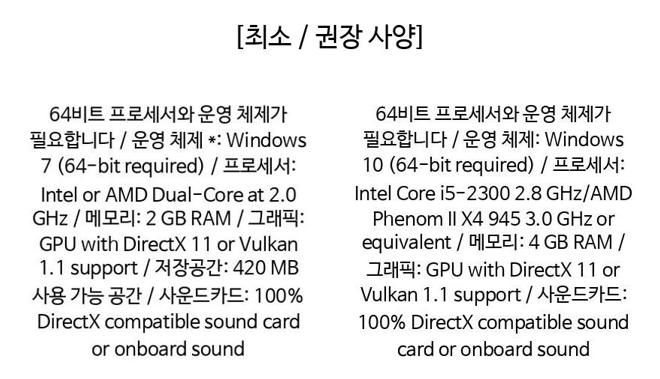 [최소 / 권장 사양]
64비트 프로세서와 운영 체제가
필요합니다 / 운영 체제 *: Windows
7 (64-bit required) / 프로세서:
Intel or AMD Dual-Core at 2.0
GHz / 메모리: 2 GB RAM / 그래픽:
GPU with DirectX 11 or Vulkan
1.1 support / 저장공간: 420 MB
사용 가능 공간 / 사운드카드: 100%
DirectX compatible sound card
or onboard sound
64비트 프로세서와 운영 체제가
필요합니다 / 운영 체제: Windows
10 (64-bit required) / 프로세서:
Intel Core i5-2300 2.8 GHz/AMD
Phenom II X4 945 3.0 GHz or
equivalent / 메모리: 4 GB RAM /
그래픽: GPU with DirectX 11 or
Vulkan 1.1 support / 사운드카드:
100% DirectX compatible sound
card or onboard sound